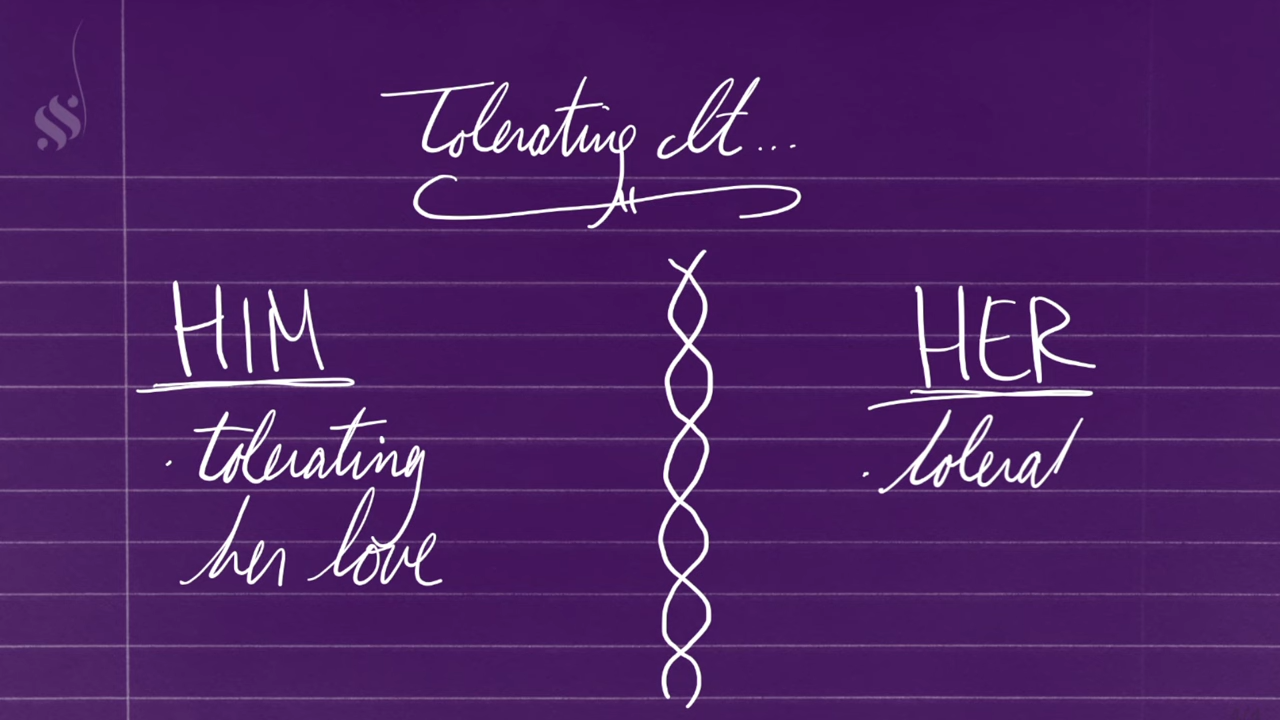 Tolerating It...
HIM
HER
· tolerating
her love
· tolerat